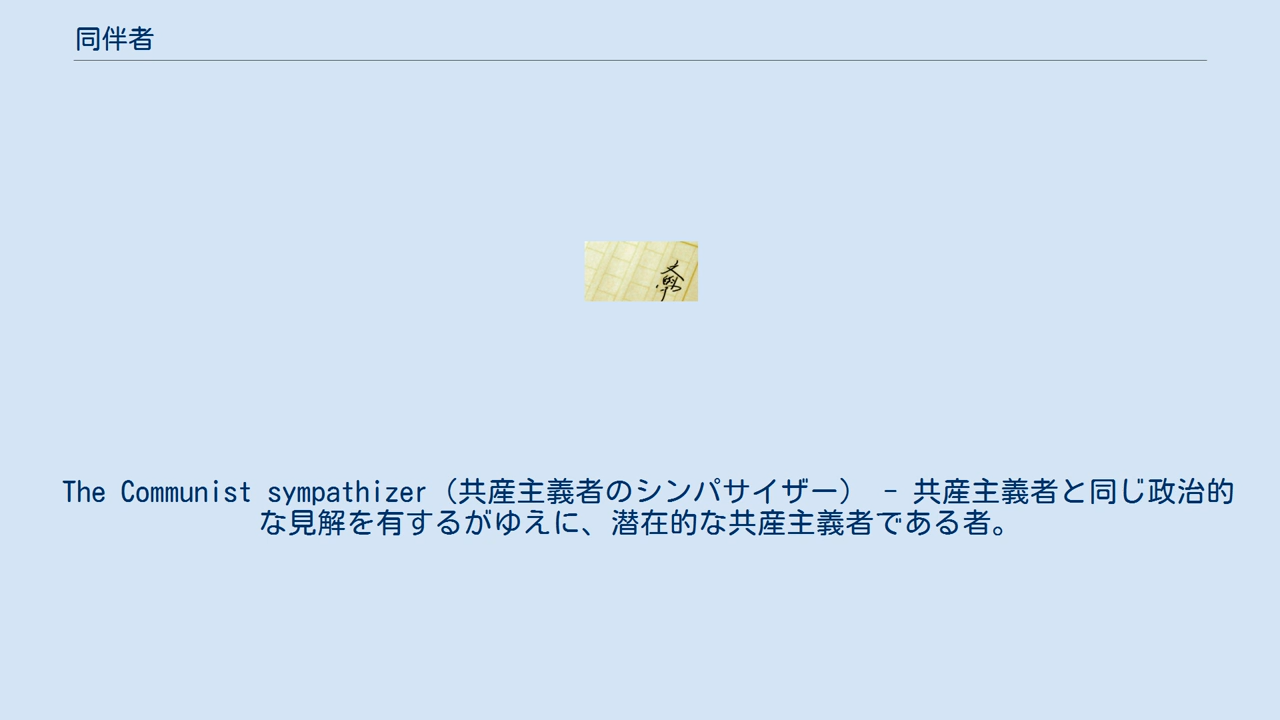 同伴者
The Communist sympathizer（共産主義者のシンパサイザー） - 共産主義者と同じ政治的
な見解を有するがゆえに、潜在的な共産主義者である者。